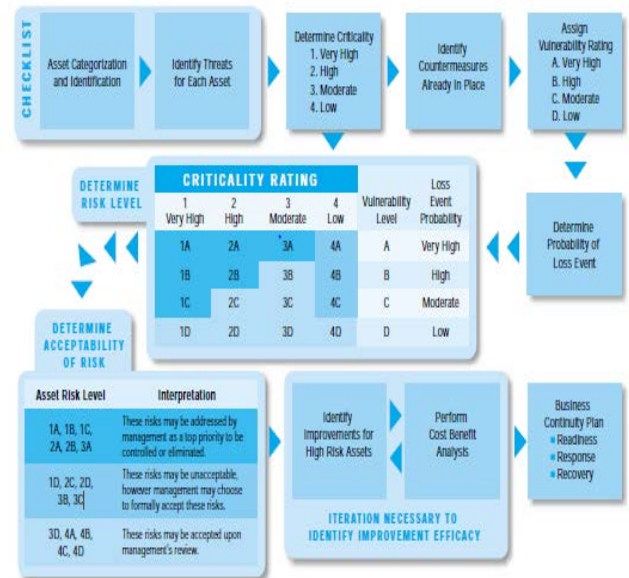 CHECKLIST
Asset Categorization
and Identification
Identify Threats
for Each Asset
Determine Criticality
1. Very High
2. High
3. Moderate
4. Low
Identify
Countermeasures
Already In Place
Assign
Vulnerability Rating
A. Very High
B. High
C. Moderate
D. Low
Determine
Probability of
Loss Event
DETERMINE
RISK LEVEL
CRITICALITY RATING
1
Very High
2
High
3
Moderate
4
Low
Vulnerability
Level
Loss
Event
Probability
1A 2A 3A 4A A Very High
1B 2B 3B 4B B High
1C 2C 3C 4C C Moderate
1D 2D 3D 4D D Low
DETERMINE
ACCEPTABILITY
OF RISK
Asset Risk Level Interpretation
1A, 1B, 1C,
2A, 2B, 3A
These risks may be addressed by
management as a top priority to be
controlled or eliminated.
1D, 2C, 2D,
3B, 3C
These risks may be unacceptable,
however management may choose
to formally accept these risks.
3D, 4A, 4B,
4C, 4D
These risks may be accepted upon
management's review.
Identify
Improvements for
High Risk Assets
Perform
Cost Benefit
Analysis
ITERATION NECESSARY TO
IDENTIFY IMPROVEMENT EFFICACY
Business
Continuity Plan
▪ Readiness
▪ Response
▪ Recovery